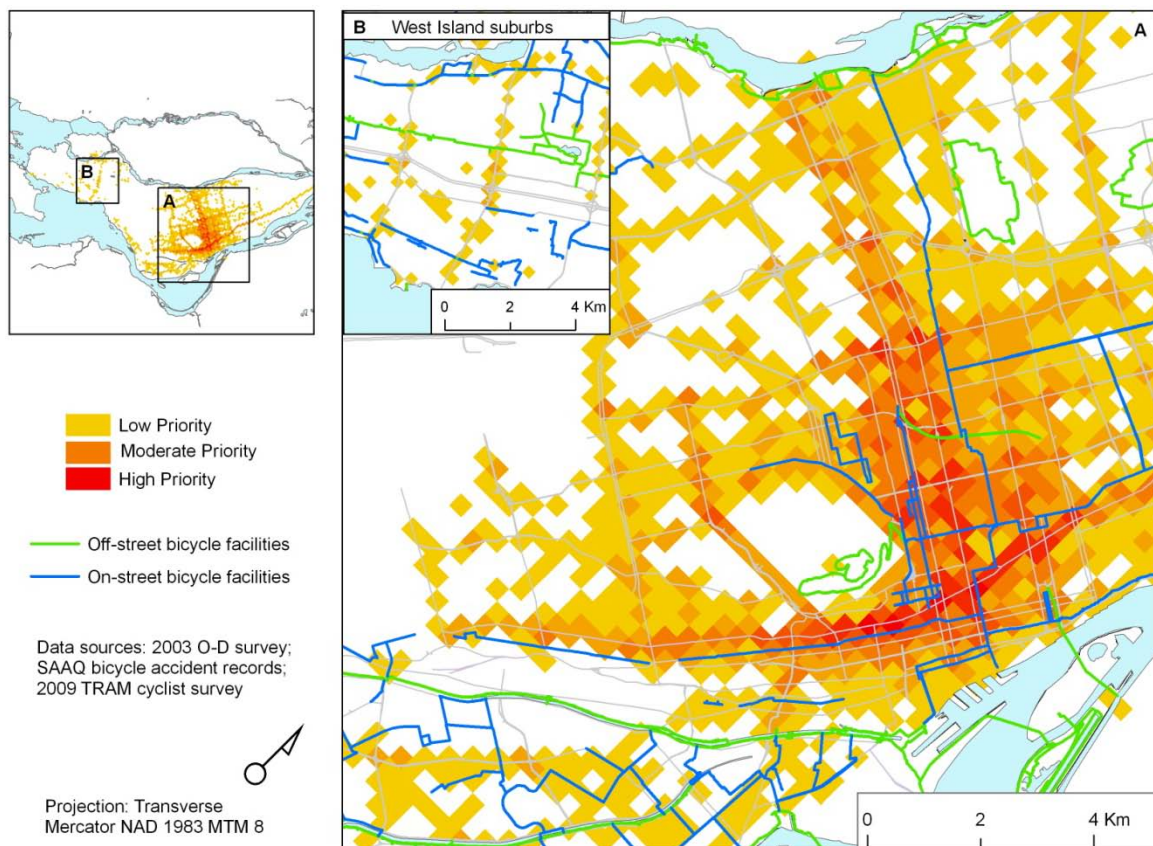 B West Island suburbs
A
B
A
0 2 4 Km
Low Priority
Moderate Priority
High Priority
Off-street bicycle facilities
On-street bicycle facilities
Data sources: 2003 O-D survey;
SAAQ bicycle accident records;
2009 TRAM cyclist survey
Projection: Transverse
Mercator NAD 1983 MTM 8
0 2 4 Km